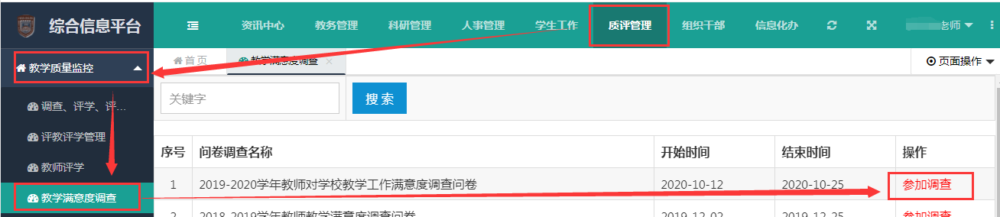 综合信息平台
资讯中心 教务管理 科研管理 人事管理 学生工作 质评管理 组织干部 信息化办 老师
教学质量监控
首页 教学满意度调查 页面操作
调查、评学、评...
评教评学管理
教师评学
教学满意度调查
关键字 搜索
序号 问卷调查名称 开始时间 结束时间 操作
1 2019-2020学年教师对学校教学工作满意度调查问卷 2020-10-12 2020-10-25 参加调查
2 2018-2019学年教师教学满意度调查问卷 2019-12-02 2019-12-25 参加调查